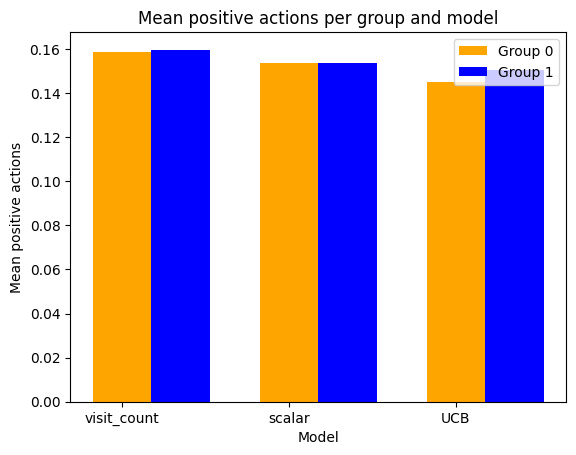 Mean positive actions per group and model
Group 0
Group 1
Mean positive actions
0.16
0.14
0.12
0.10
0.08
0.06
0.04
0.02
0.00
visit_count
scalar
UCB
Model